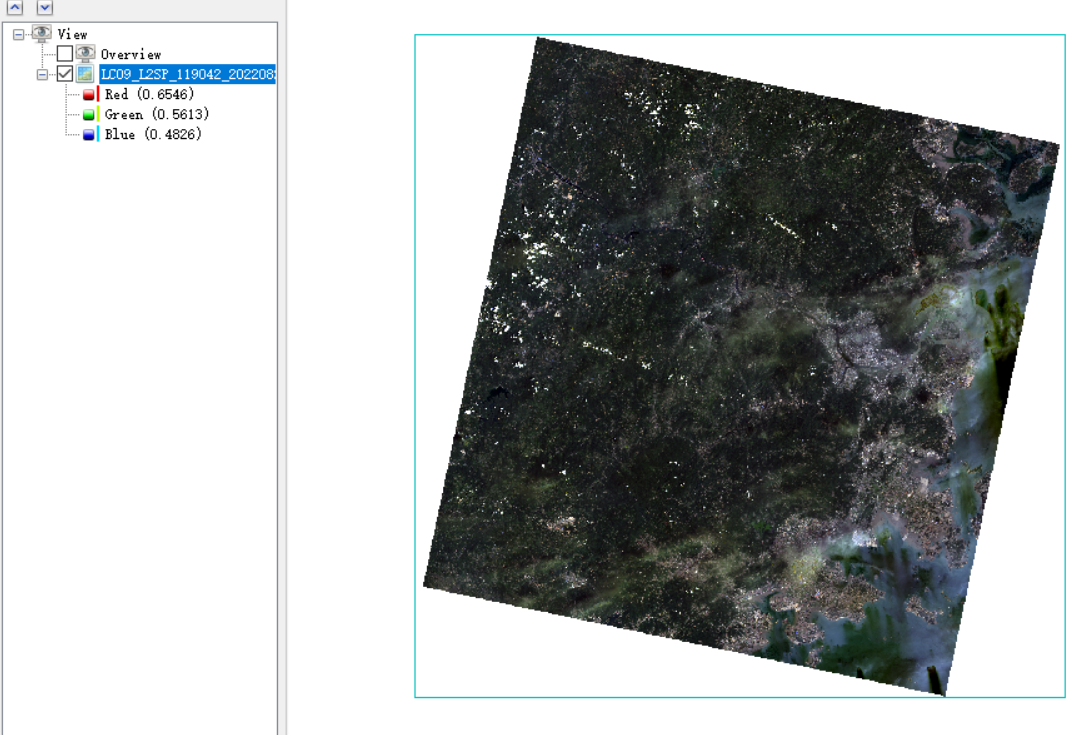 View
Overview
LC09_L2SP_119042_202208
Red (0.6546)
Green (0.5613)
Blue (0.4826)